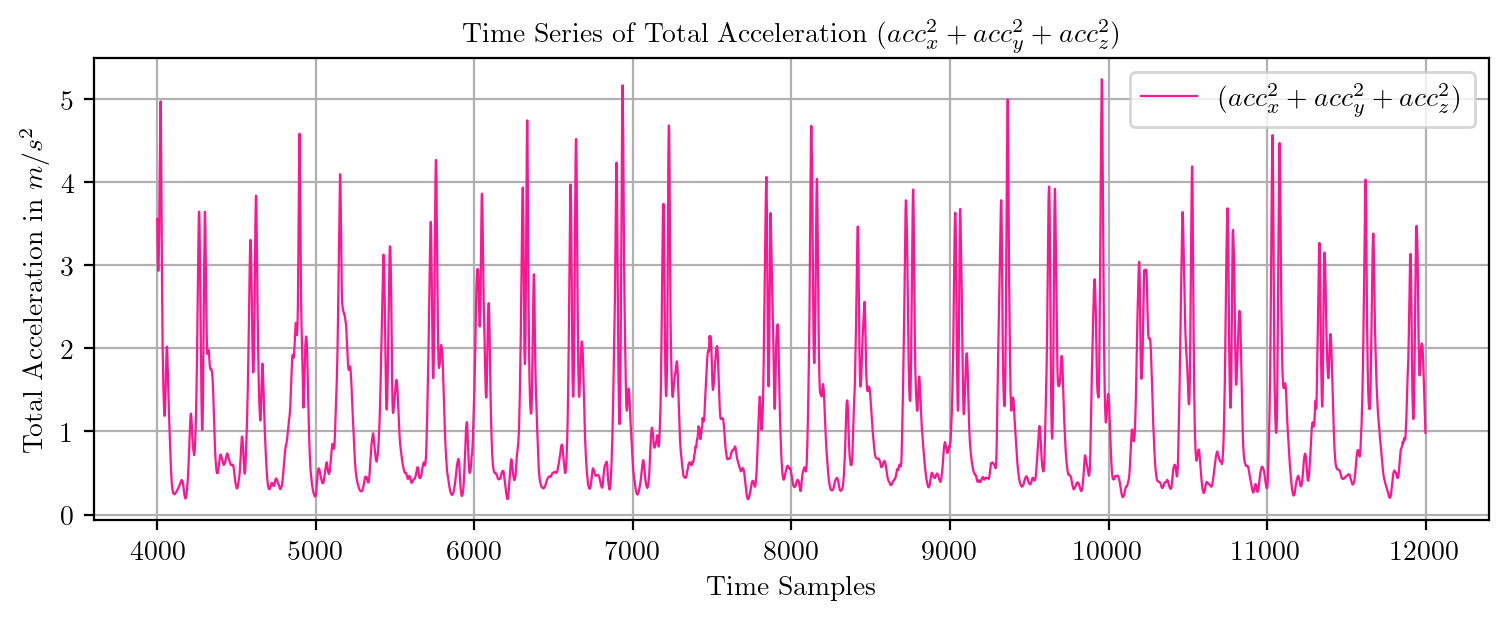 Time Series of Total Acceleration (acc_x^2 + acc_y^2 + acc_z^2)
(acc_x^2 + acc_y^2 + acc_z^2)
Total Acceleration in m/s^2
5
4
3
2
1
0
4000 5000 6000 7000 8000 9000 10000 11000 12000
Time Samples